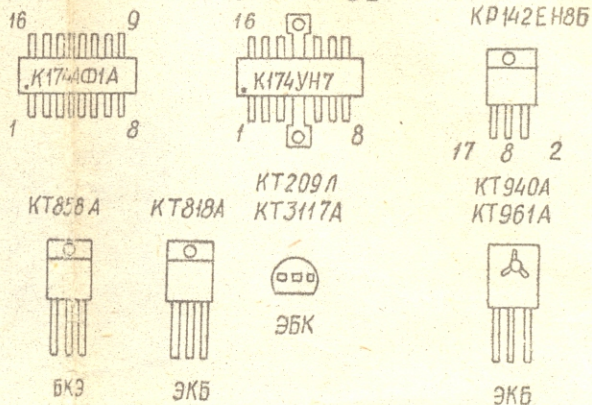 16 9
К174АФ1А
1 8
16
К174УН7
1 8
КР142ЕН8Б
17 8 2
КТ858А
КТ818А
КТ209Л
КТ3117А
КТ940А
КТ961А
БКЭ
ЭКБ
ЭБК
ЭКБ